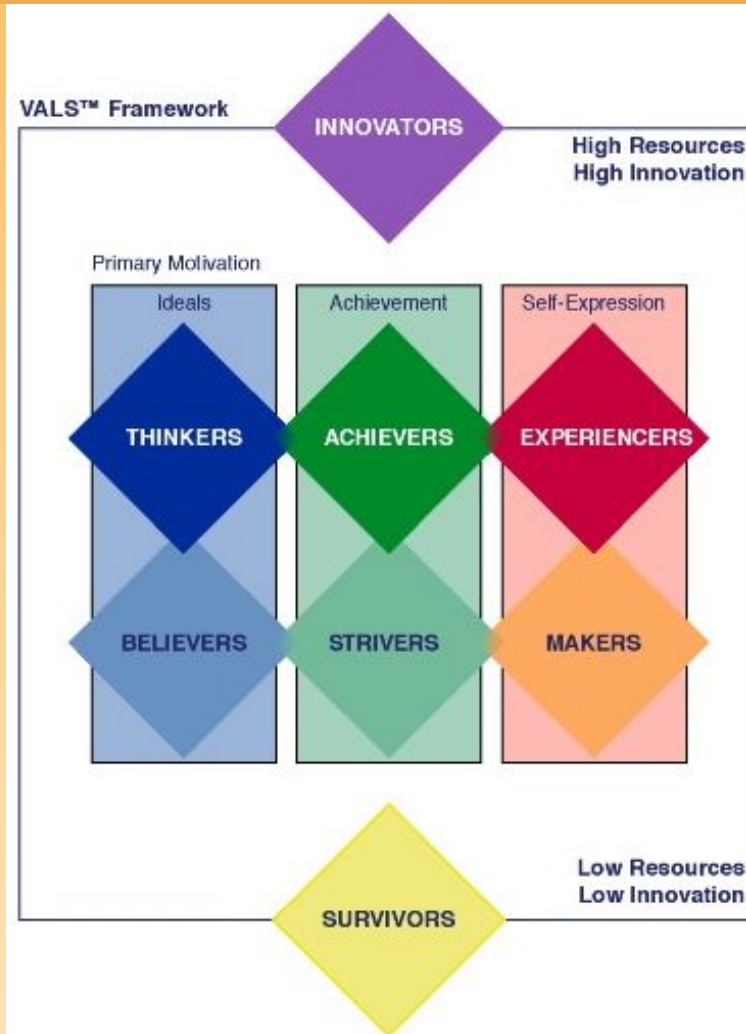 VALS™ Framework
INNOVATORS
High Resources
High Innovation
Primary Motivation
Ideals
Achievement
Self-Expression
THINKERS
ACHIEVERS
EXPERIENCERS
BELIEVERS
STRIVERS
MAKERS
Low Resources
Low Innovation
SURVIVORS